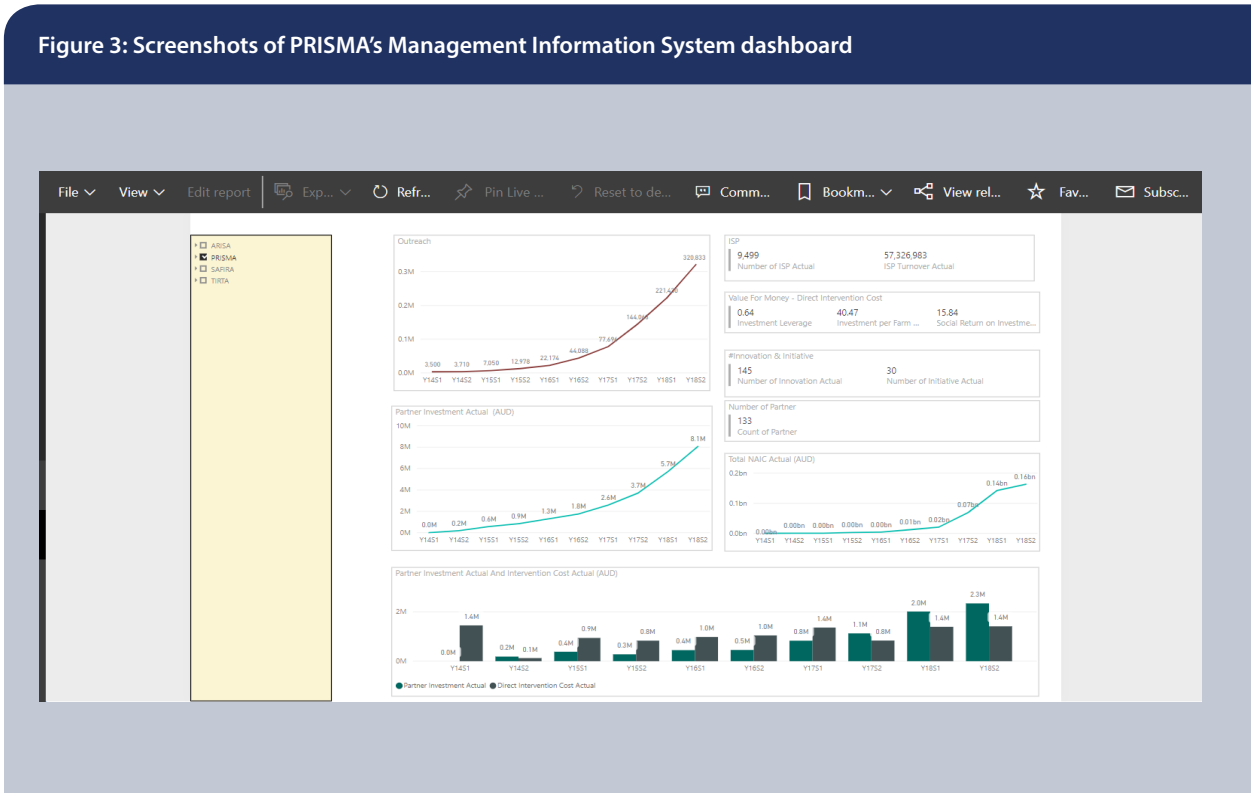 Figure 3: Screenshots of PRISMA's Management Information System dashboard
File View Edit report Exp... Refr... Pin Live ... Reset to de... Comm... Bookm... View rel... Fav... Subsc...
ARISA
PRISMA
SAFIRA
TIRTA
Outreach
0.3M
0.2M
0.1M
0.0M
3.500 3.710 7.050 12.978 22.174 44.088 77.696 144.068 221.420 320.833
Y14S1 Y14S2 Y15S1 Y15S2 Y16S1 Y16S2 Y17S1 Y17S2 Y18S1 Y18S2
ISP
9,499 57,326,983
Number of ISP Actual ISP Turnover Actual
Value For Money - Direct Intervention Cost
0.64 40.47 15.84
Investment Leverage Investment per Farm ... Social Return on Investme...
#Innovation & Initiative
145 30
Number of Innovation Actual Number of Initiative Actual
Number of Partner
133
Count of Partner
Partner Investment Actual (AUD)
10M
8M
6M
4M
2M
0M
0.0M 0.2M 0.6M 0.9M 1.3M 1.8M 2.6M 3.7M 5.7M 8.1M
Y14S1 Y14S2 Y15S1 Y15S2 Y16S1 Y16S2 Y17S1 Y17S2 Y18S1 Y18S2
Total NAIC Actual (AUD)
0.2bn
0.1bn
0.0bn
0.00bn 0.00bn 0.00bn 0.00bn 0.00bn 0.01bn 0.02bn 0.07bn 0.14bn 0.16bn
Y14S1 Y14S2 Y15S1 Y15S2 Y16S1 Y16S2 Y17S1 Y17S2 Y18S1 Y18S2
Partner Investment Actual And Intervention Cost Actual (AUD)
2M
0M
0.0M 1.4M 0.2M 0.1M 0.4M 0.9M 0.3M 0.8M 0.4M 1.0M 0.5M 1.0M 0.8M 1.4M 1.1M 0.8M 2.0M 1.4M 2.3M 1.4M
Y14S1 Y14S2 Y15S1 Y15S2 Y16S1 Y16S2 Y17S1 Y17S2 Y18S1 Y18S2
Partner Investment Actual Direct Intervention Cost Actual